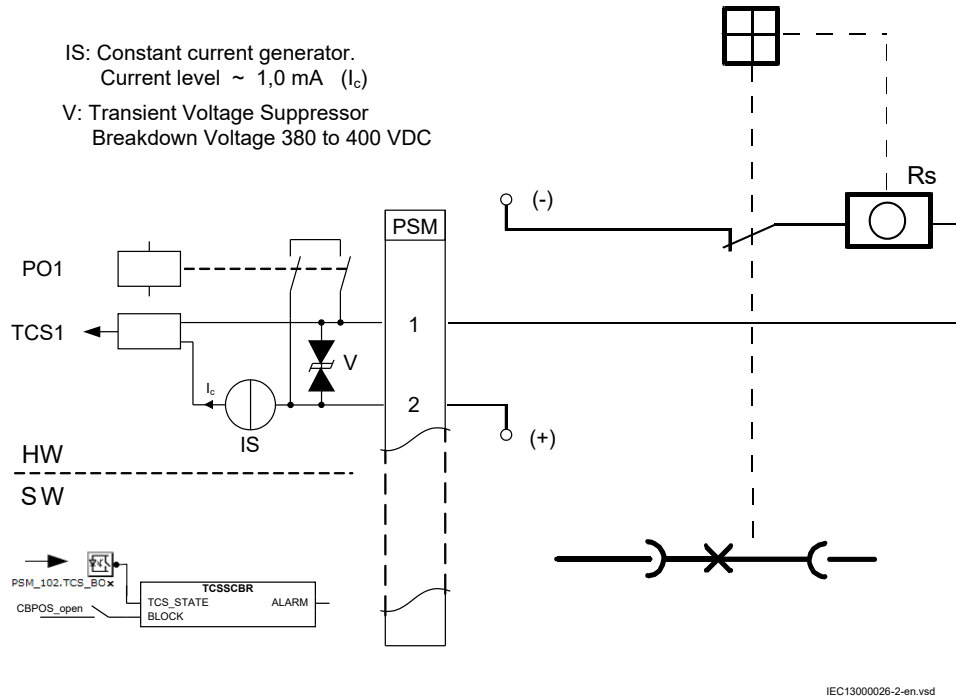 IS: Constant current generator.
Current level ~ 1,0 mA (Ic)
V: Transient Voltage Suppressor
Breakdown Voltage 380 to 400 VDC
Rs
(-)
PSM
PO1
TCS1
1
V
Ic
2
IS
(+)
HW
SW
PSM_102.TCS_BOx
TCSSCBR
TCS_STATE
ALARM
CBPOS_open
BLOCK
IEC13000026-2-en.vsd